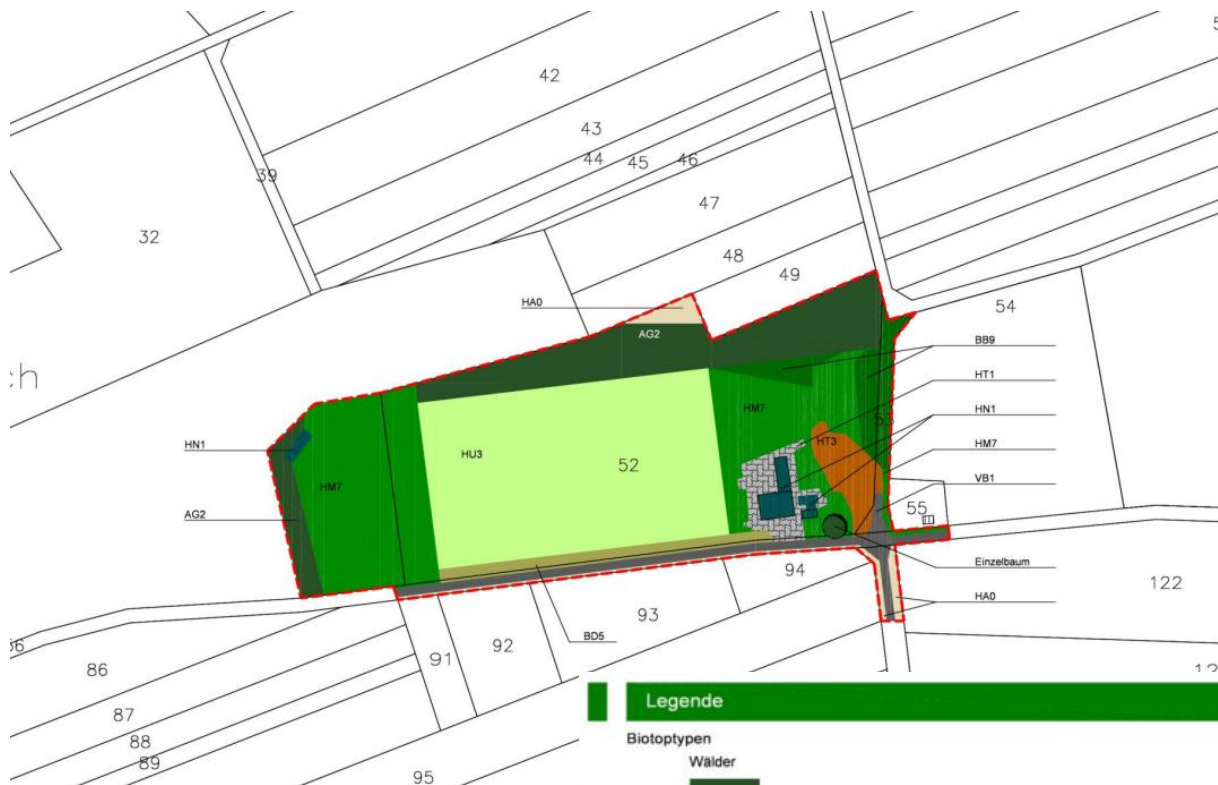 42
43
44
45
46
39
47
32
48
49
54
HA0
AG2
ch
BB9
HT1
HM7
HN1
53
HT3
HN1
HU3
52
HM7
HM7
VB1
AG2
55
Einzelbaum
94
122
HA0
93
BD5
92
86
91
87
88
89
95
Legende
Biotoptypen
Wälder